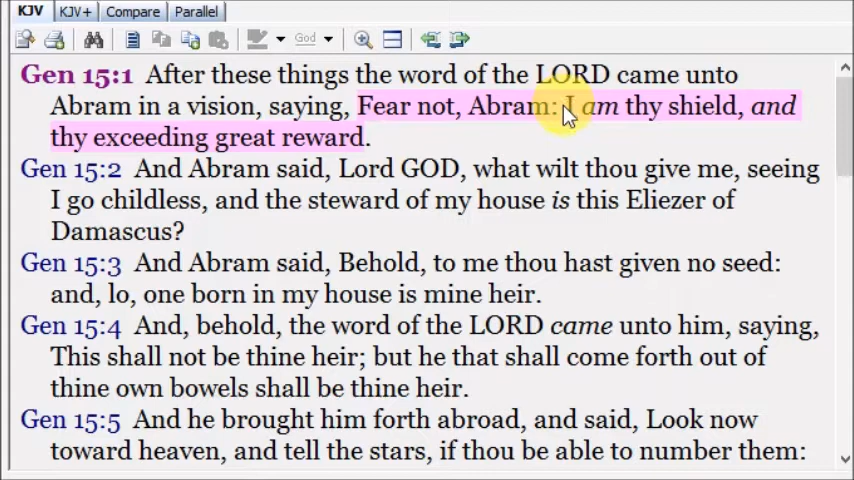 KJV KJV+ Compare Parallel
God
Gen 15:1 After these things the word of the LORD came unto
Abram in a vision, saying, Fear not, Abram: I am thy shield, and
thy exceeding great reward.
Gen 15:2 And Abram said, Lord GOD, what wilt thou give me, seeing
I go childless, and the steward of my house is this Eliezer of
Damascus?
Gen 15:3 And Abram said, Behold, to me thou hast given no seed:
and, lo, one born in my house is mine heir.
Gen 15:4 And, behold, the word of the LORD came unto him, saying,
This shall not be thine heir; but he that shall come forth out of
thine own bowels shall be thine heir.
Gen 15:5 And he brought him forth abroad, and said, Look now
toward heaven, and tell the stars, if thou be able to number them: